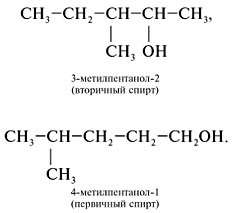 CH₃—CH₂—CH—CH—CH₃,
CH₃ OH
3-метилпентанол-2
(вторичный спирт)
CH₃—CH—CH₂—CH₂—CH₂OH.
CH₃
4-метилпентанол-1
(первичный спирт)